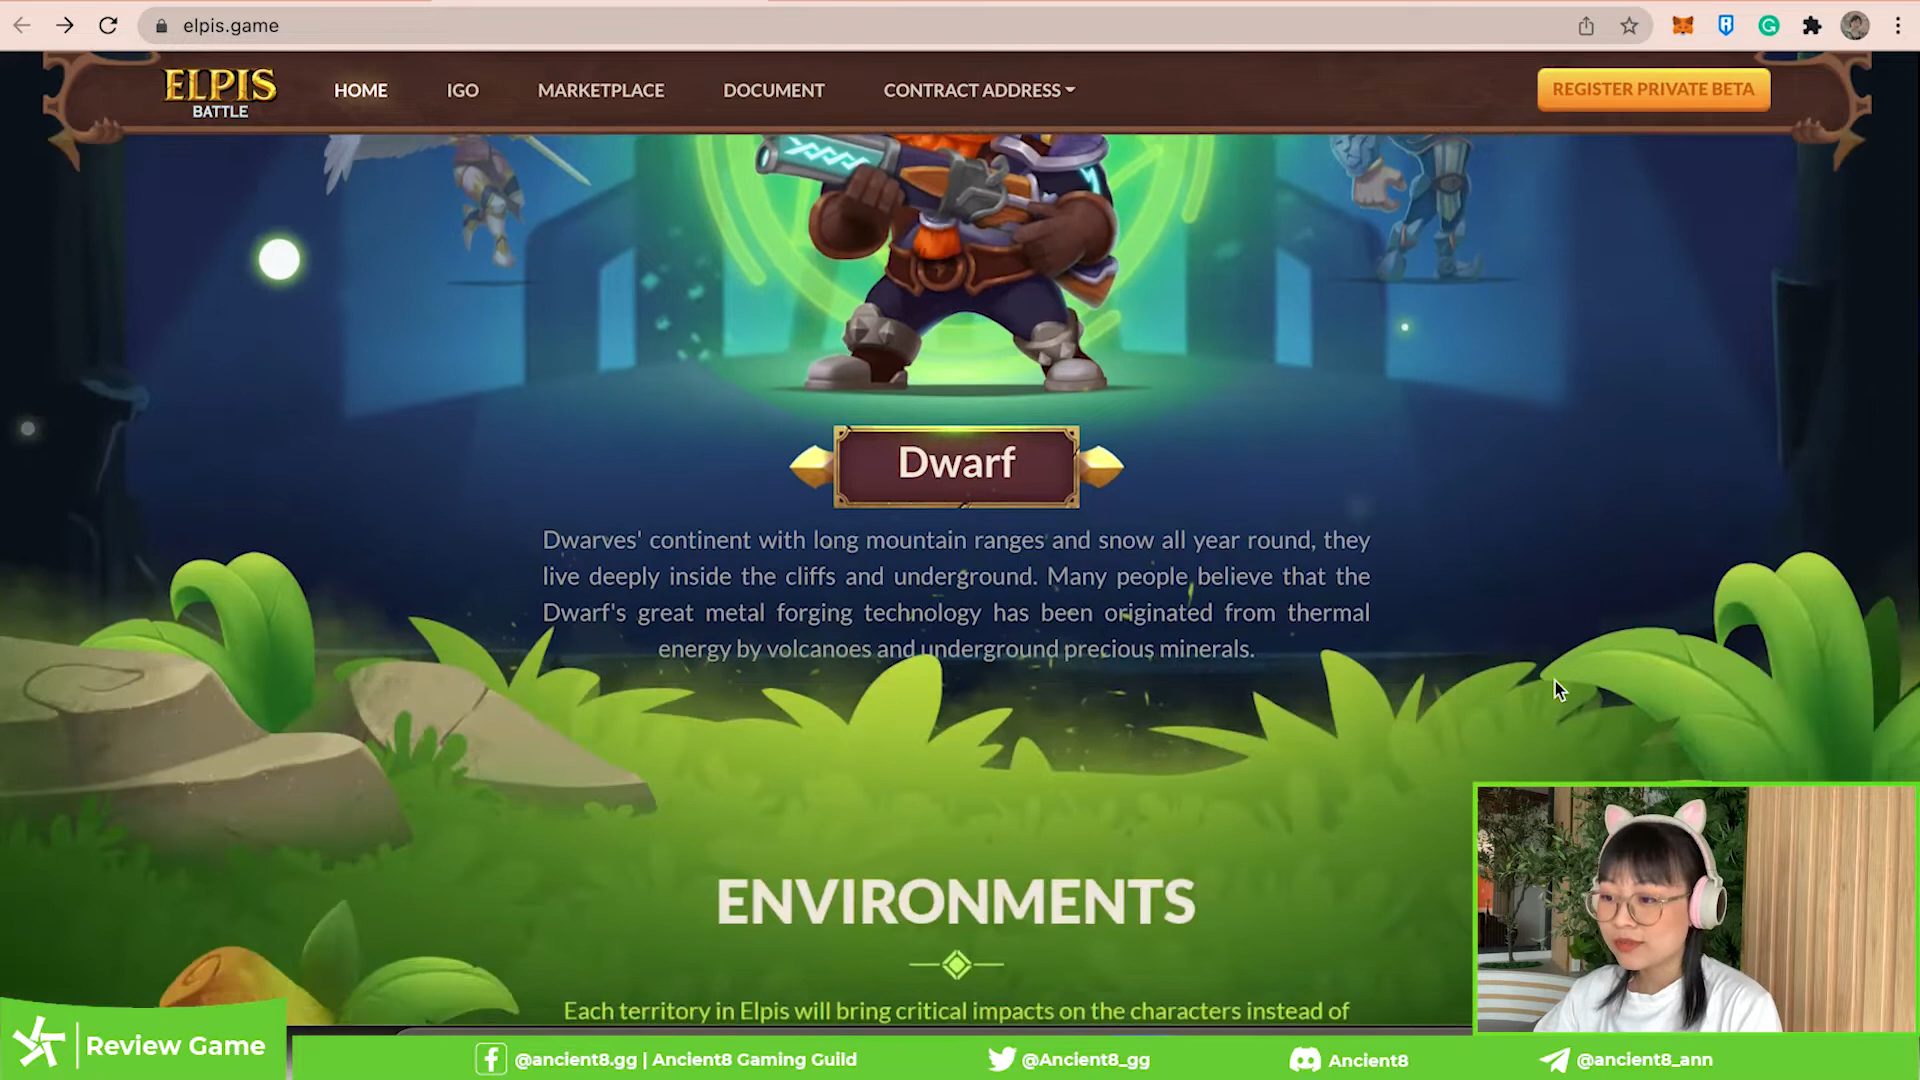 elpis.game
ELPIS
BATTLE
HOME
IGO
MARKETPLACE
DOCUMENT
CONTRACT ADDRESS
REGISTER PRIVATE BETA
Dwarf
Dwarves' continent with long mountain ranges and snow all year round, they
live deeply inside the cliffs and underground. Many people believe that the
Dwarf's great metal forging technology has been originated from thermal
energy by volcanoes and underground precious minerals.
ENVIRONMENTS
Each territory in Elpis will bring critical impacts on the characters instead of
Review Game
@ancient8.gg | Ancient8 Gaming Guild
@Ancient8_gg
Ancient8
@ancient8_ann